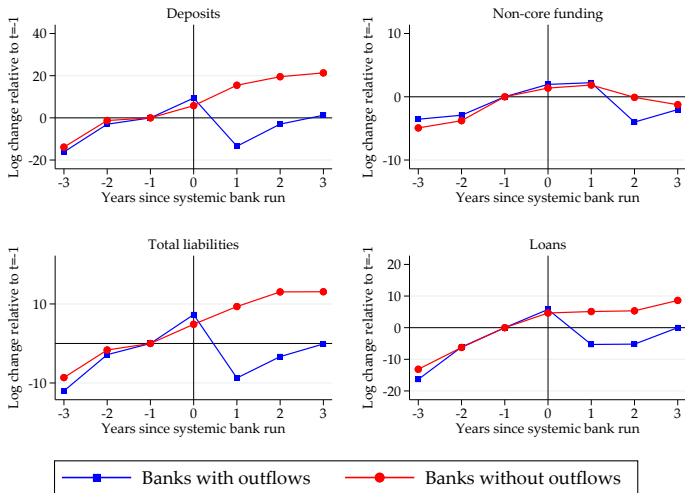 Deposits
Log change relative to t=-1
40
20
0
-20
-3 -2 -1 0 1 2 3
Years since systemic bank run
Non-core funding
Log change relative to t=-1
10
0
-10
-3 -2 -1 0 1 2 3
Years since systemic bank run
Total liabilities
Log change relative to t=-1
10
-10
-3 -2 -1 0 1 2 3
Years since systemic bank run
Loans
Log change relative to t=-1
20
10
0
-10
-20
-3 -2 -1 0 1 2 3
Years since systemic bank run
Banks with outflows Banks without outflows